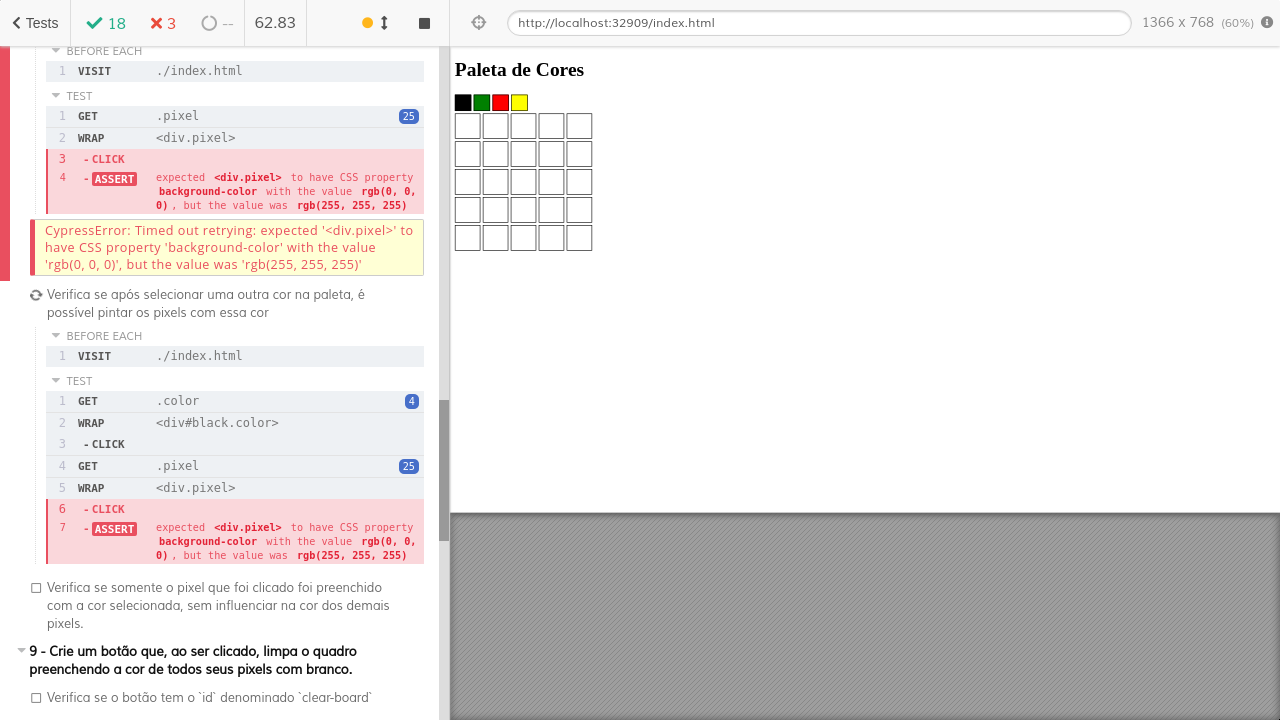 Tests 18 3 -- 62.83
http://localhost:32909/index.html 1366 x 768 (60%)
BEFORE EACH
1 VISIT ./index.html
TEST
1 GET .pixel 25
2 WRAP <div.pixel>
3 - CLICK
4 - ASSERT expected <div.pixel> to have CSS property
background-color with the value rgb(0, 0,
0) , but the value was rgb(255, 255, 255)
CypressError: Timed out retrying: expected '<div.pixel>' to
have CSS property 'background-color' with the value
'rgb(0, 0, 0)', but the value was 'rgb(255, 255, 255)'
Verifica se após selecionar uma outra cor na paleta, é
possível pintar os pixels com essa cor
BEFORE EACH
1 VISIT ./index.html
TEST
1 GET .color 4
2 WRAP <div#black.color>
3 - CLICK
4 GET .pixel 25
5 WRAP <div.pixel>
6 - CLICK
7 - ASSERT expected <div.pixel> to have CSS property
background-color with the value rgb(0, 0,
0) , but the value was rgb(255, 255, 255)
Verifica se somente o pixel que foi clicado foi preenchido
com a cor selecionada, sem influenciar na cor dos demais
pixels.
9 - Crie um botão que, ao ser clicado, limpa o quadro
preenchendo a cor de todos seus pixels com branco.
Verifica se o botão tem o `id` denominado `clear-board`
Paleta de Cores